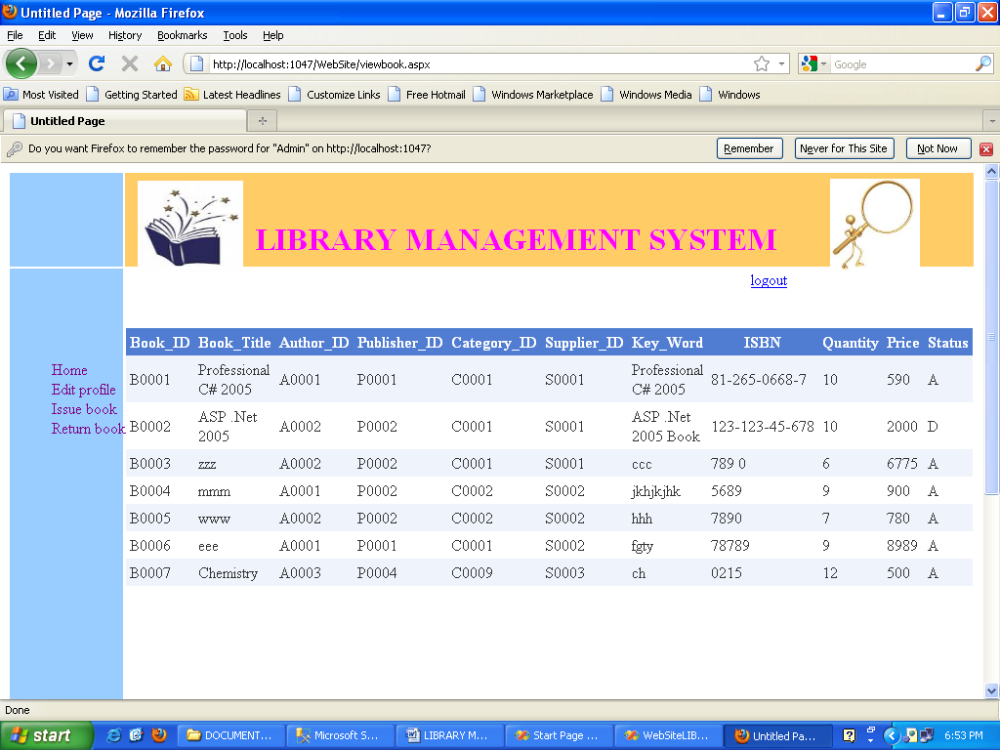 Untitled Page - Mozilla Firefox
File Edit View History Bookmarks Tools Help
http://localhost:1047/WebSite/viewbook.aspx Google
Most Visited Getting Started Latest Headlines Customize Links Free Hotmail Windows Marketplace Windows Media Windows
Untitled Page
Do you want Firefox to remember the password for "Admin" on http://localhost:1047? Remember Never for This Site Not Now
LIBRARY MANAGEMENT SYSTEM
logout
Home
Edit profile
Issue book
Return book
Book_ID Book_Title Author_ID Publisher_ID Category_ID Supplier_ID Key_Word ISBN Quantity Price Status
B0001 Professional C# 2005 A0001 P0001 C0001 S0001 Professional C# 2005 81-265-0668-7 10 590 A
B0002 ASP .Net 2005 A0002 P0002 C0001 S0001 ASP .Net 2005 Book 123-123-45-678 10 2000 D
B0003 zzz A0002 P0002 C0001 S0001 ccc 789 0 6 6775 A
B0004 mmm A0001 P0001 C0002 S0002 jkhjkjhk 5689 9 900 A
B0005 www A0002 P0002 C0002 S0002 hhh 7890 7 780 A
B0006 eee A0001 P0001 C0001 S0002 fgty 78789 9 8989 A
B0007 Chemistry A0003 P0004 C0009 S0003 ch 0215 12 500 A
Done
start DOCUMENT... Microsoft S... LIBRARY M... Start Page ... WebSiteLIB... Untitled Pa... 6:53 PM